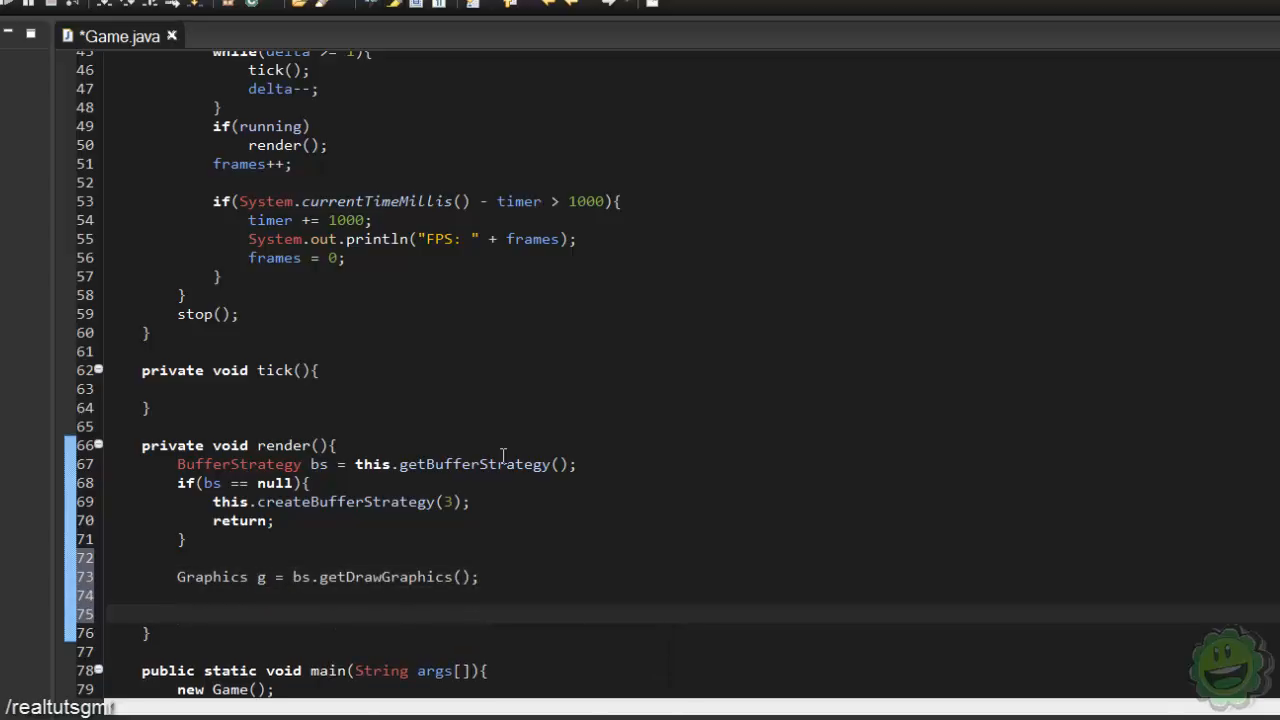 *Game.java
45 while(delta >= 1){
46 tick();
47 delta--;
48 }
49 if(running)
50 render();
51 frames++;
52
53 if(System.currentTimeMillis() - timer > 1000){
54 timer += 1000;
55 System.out.println("FPS: " + frames);
56 frames = 0;
57 }
58 }
59 stop();
60 }
61
62 private void tick(){
63
64 }
65
66 private void render(){
67 BufferStrategy bs = this.getBufferStrategy();
68 if(bs == null){
69 this.createBufferStrategy(3);
70 return;
71 }
72
73 Graphics g = bs.getDrawGraphics();
74
75
76 }
77
78 public static void main(String args[]){
79 new Game();
/realtutsgml